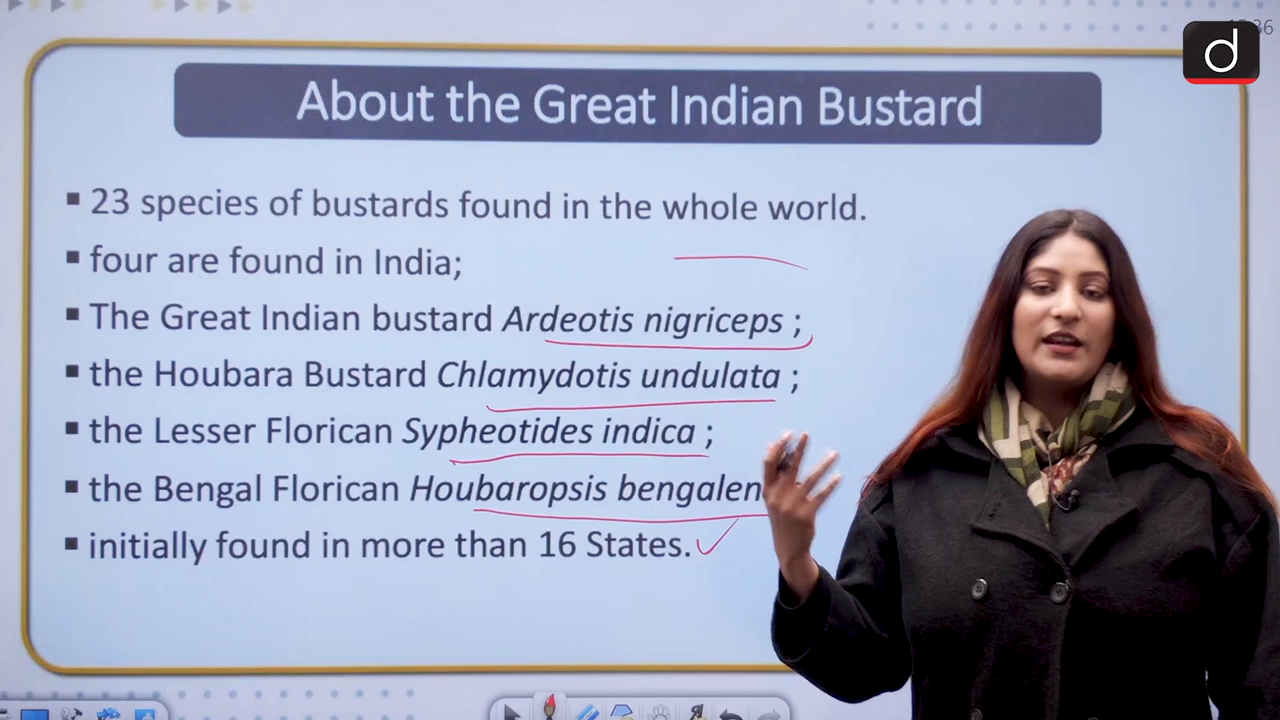 d
36
About the Great Indian Bustard
▪ 23 species of bustards found in the whole world.
▪ four are found in India;
▪ The Great Indian bustard Ardeotis nigriceps ;
▪ the Houbara Bustard Chlamydotis undulata ;
▪ the Lesser Florican Sypheotides indica ;
▪ the Bengal Florican Houbaropsis bengalen
▪ initially found in more than 16 States.